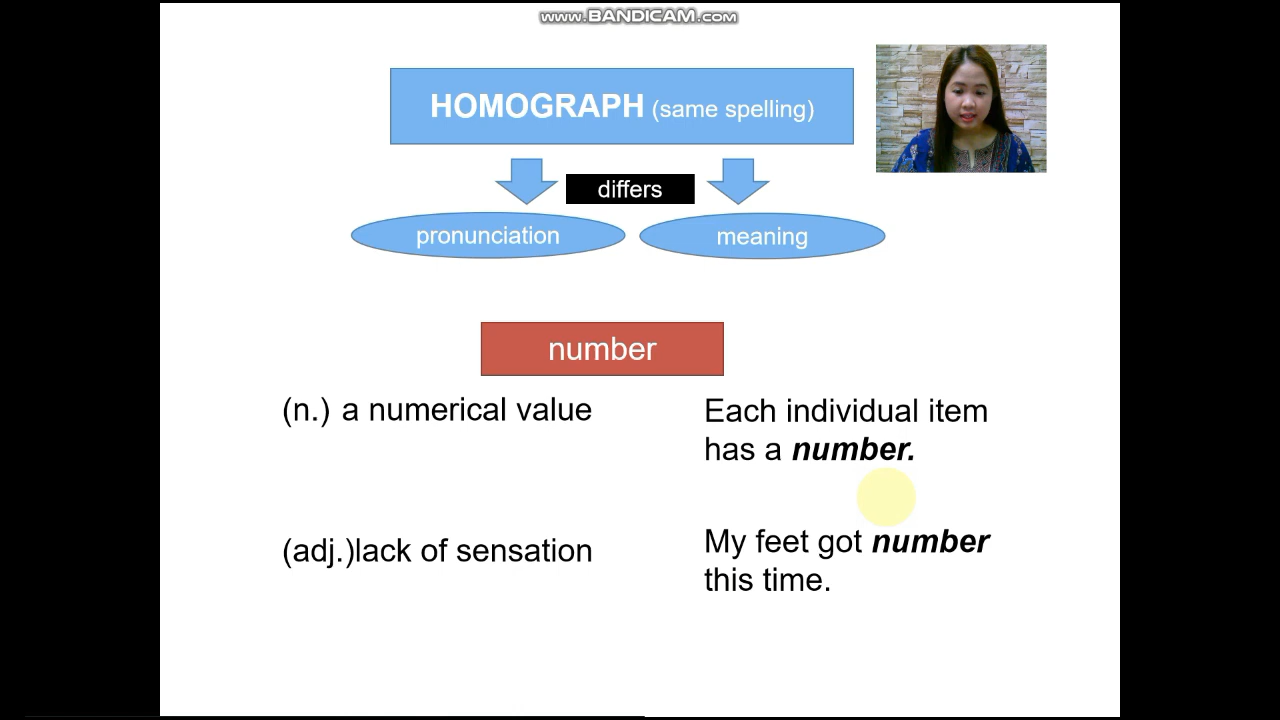 www.BANDICAM.com
HOMOGRAPH (same spelling)
differs
pronunciation
meaning
number
(n.) a numerical value
Each individual item
has a number.
(adj.)lack of sensation
My feet got number
this time.